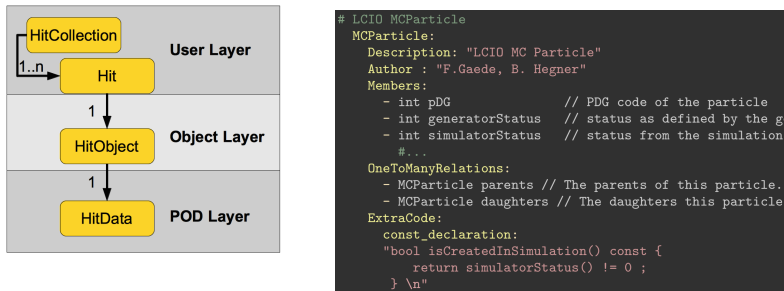 HitCollection
User Layer
1..n
Hit
1
HitObject
Object Layer
1
HitData
POD Layer
# LCIO MCParticle
MCParticle:
Description: "LCIO MC Particle"
Author : "F.Gaede, B. Hegner"
Members:
- int pDG // PDG code of the particle
- int generatorStatus // status as defined by the g
- int simulatorStatus // status from the simulation
#...
OneToManyRelations:
- MCParticle parents // The parents of this particle.
- MCParticle daughters // The daughters this particle
ExtraCode:
const_declaration:
"bool isCreatedInSimulation() const {
return simulatorStatus() != 0 ;
} \n"